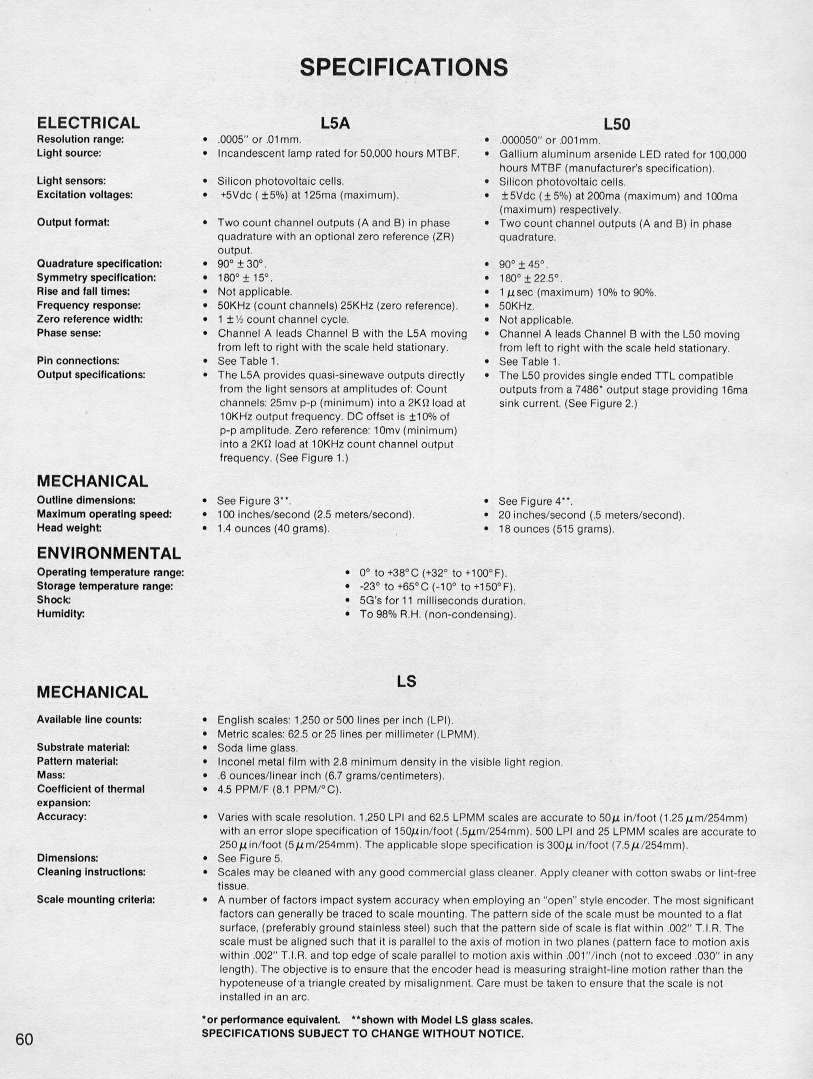 SPECIFICATIONS
ELECTRICAL
L5A
L50
Resolution range:
• .0005" or .01mm.
• .000050" or .001mm.
Light source:
• Incandescent lamp rated for 50,000 hours MTBF.
• Gallium aluminum arsenide LED rated for 100,000
hours MTBF (manufacturer's specification).
Light sensors:
• Silicon photovoltaic cells.
• Silicon photovoltaic cells.
Excitation voltages:
• +5Vdc (±5%) at 125ma (maximum).
• ±5Vdc (±5%) at 200ma (maximum) and 100ma
(maximum) respectively.
Output format:
• Two count channel outputs (A and B) in phase
quadrature with an optional zero reference (ZR)
output.
• Two count channel outputs (A and B) in phase
quadrature.
Quadrature specification:
• 90° ± 30°.
• 90° ± 45°.
Symmetry specification:
• 180° ± 15°.
• 180° ± 22.5°.
Rise and fall times:
• Not applicable.
• 1 μsec (maximum) 10% to 90%.
Frequency response:
• 50KHz (count channels) 25KHz (zero reference).
• 50KHz.
Zero reference width:
• 1 ±½ count channel cycle.
• Not applicable.
Phase sense:
• Channel A leads Channel B with the L5A moving
from left to right with the scale held stationary.
• Channel A leads Channel B with the L50 moving
from left to right with the scale held stationary.
Pin connections:
• See Table 1.
• See Table 1.
Output specifications:
• The L5A provides quasi-sinewave outputs directly
from the light sensors at amplitudes of: Count
channels: 25mv p-p (minimum) into a 2KΩ load at
10KHz output frequency. DC offset is ±10% of
p-p amplitude. Zero reference: 10mv (minimum)
into a 2KΩ load at 10KHz count channel output
frequency. (See Figure 1.)
• The L50 provides single ended TTL compatible
outputs from a 7486* output stage providing 16ma
sink current. (See Figure 2.)
MECHANICAL
Outline dimensions:
• See Figure 3**.
• See Figure 4**.
Maximum operating speed:
• 100 inches/second (2.5 meters/second).
• 20 inches/second (.5 meters/second).
Head weight:
• 1.4 ounces (40 grams).
• 18 ounces (515 grams).
ENVIRONMENTAL
Operating temperature range:
• 0° to +38°C (+32° to +100°F).
Storage temperature range:
• -23° to +65°C (-10° to +150°F).
Shock:
• 5G's for 11 milliseconds duration.
Humidity:
• To 98% R.H. (non-condensing).
LS
MECHANICAL
Available line counts:
• English scales: 1,250 or 500 lines per inch (LPI).
• Metric scales: 62.5 or 25 lines per millimeter (LPMM).
Substrate material:
• Soda lime glass.
Pattern material:
• Inconel metal film with 2.8 minimum density in the visible light region.
Mass:
• .6 ounces/linear inch (6.7 grams/centimeters).
Coefficient of thermal
expansion:
• 4.5 PPM/F (8.1 PPM/°C).
Accuracy:
• Varies with scale resolution. 1,250 LPI and 62.5 LPMM scales are accurate to 50μ in/foot (1.25 μm/254mm)
with an error slope specification of 150μin/foot (.5μm/254mm). 500 LPI and 25 LPMM scales are accurate to
250μin/foot (5μm/254mm). The applicable slope specification is 300μ in/foot (7.5μ/254mm).
Dimensions:
• See Figure 5.
Cleaning instructions:
• Scales may be cleaned with any good commercial glass cleaner. Apply cleaner with cotton swabs or lint-free
tissue.
Scale mounting criteria:
• A number of factors impact system accuracy when employing an "open" style encoder. The most significant
factors can generally be traced to scale mounting. The pattern side of the scale must be mounted to a flat
surface, (preferably ground stainless steel) such that the pattern side of scale is flat within .002" T.I.R. The
scale must be aligned such that it is parallel to the axis of motion in two planes (pattern face to motion axis
within .002" T.I.R. and top edge of scale parallel to motion axis within .001"/inch (not to exceed .030" in any
length). The objective is to ensure that the encoder head is measuring straight-line motion rather than the
hypoteneuse of a triangle created by misalignment. Care must be taken to ensure that the scale is not
installed in an arc.
*or performance equivalent. **shown with Model LS glass scales.
SPECIFICATIONS SUBJECT TO CHANGE WITHOUT NOTICE.
60